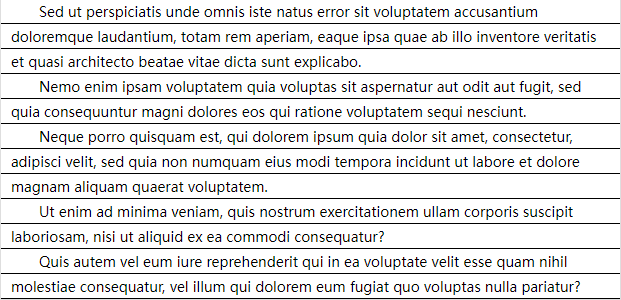 Sed ut perspiciatis unde omnis iste natus error sit voluptatem accusantium
doloremque laudantium, totam rem aperiam, eaque ipsa quae ab illo inventore veritatis
et quasi architecto beatae vitae dicta sunt explicabo.
Nemo enim ipsam voluptatem quia voluptas sit aspernatur aut odit aut fugit, sed
quia consequuntur magni dolores eos qui ratione voluptatem sequi nesciunt.
Neque porro quisquam est, qui dolorem ipsum quia dolor sit amet, consectetur,
adipisci velit, sed quia non numquam eius modi tempora incidunt ut labore et dolore
magnam aliquam quaerat voluptatem.
Ut enim ad minima veniam, quis nostrum exercitationem ullam corporis suscipit
laboriosam, nisi ut aliquid ex ea commodi consequatur?
Quis autem vel eum iure reprehenderit qui in ea voluptate velit esse quam nihil
molestiae consequatur, vel illum qui dolorem eum fugiat quo voluptas nulla pariatur?